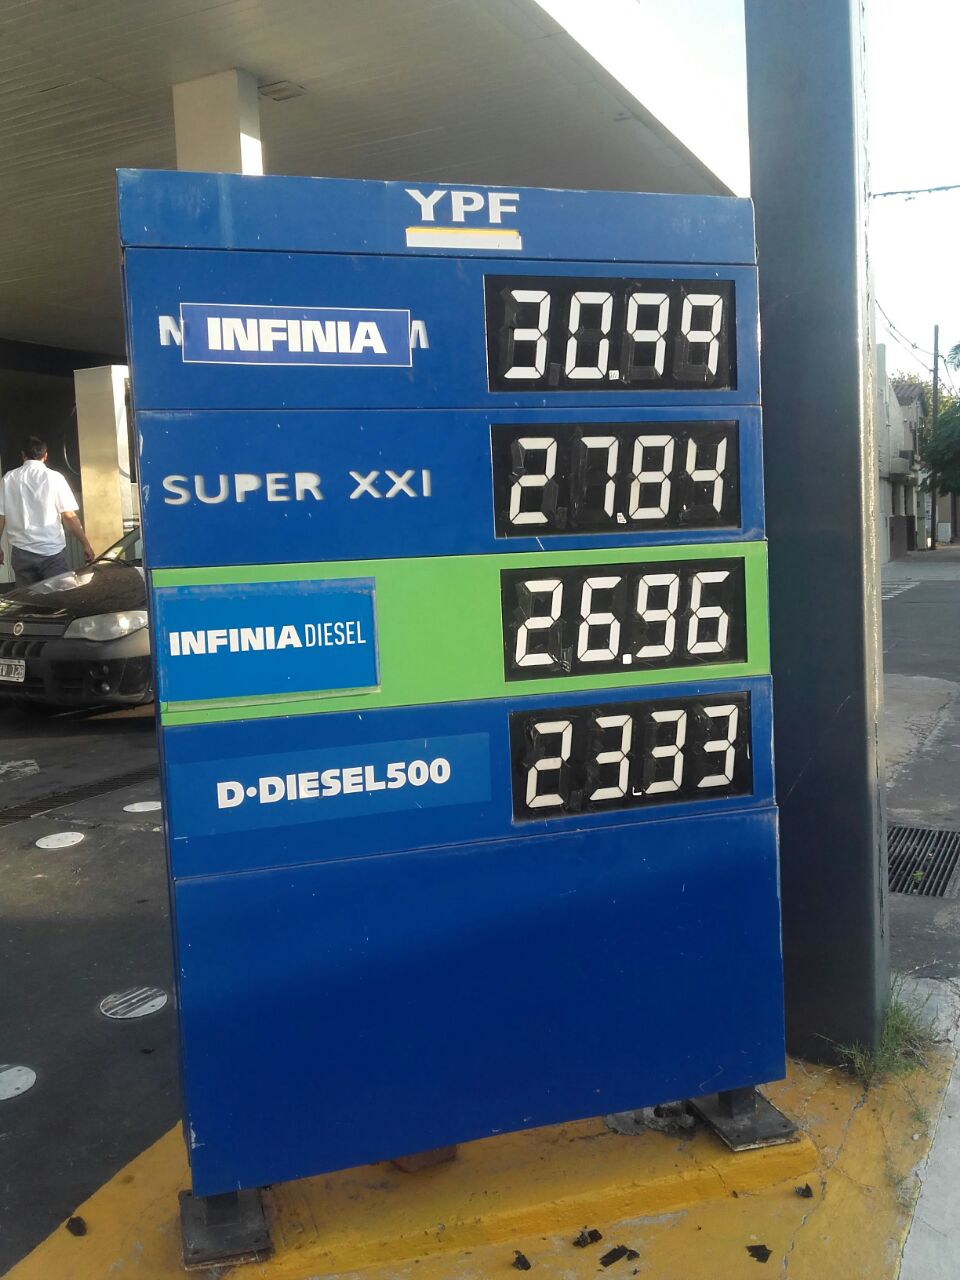 YPF
INFINIA 30.99
SUPER XXI 27.84
INFINIA DIESEL 26.96
D·DIESEL500 23.33